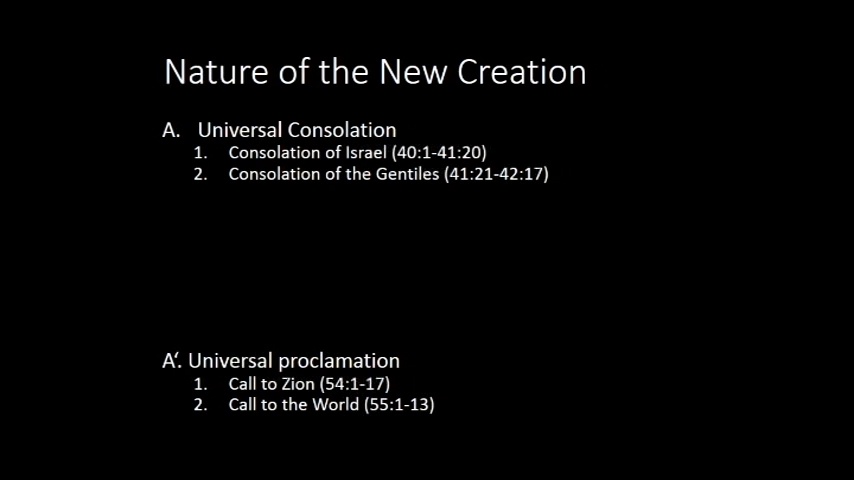 Nature of the New Creation
A. Universal Consolation
1. Consolation of Israel (40:1-41:20)
2. Consolation of the Gentiles (41:21-42:17)
A‘. Universal proclamation
1. Call to Zion (54:1-17)
2. Call to the World (55:1-13)